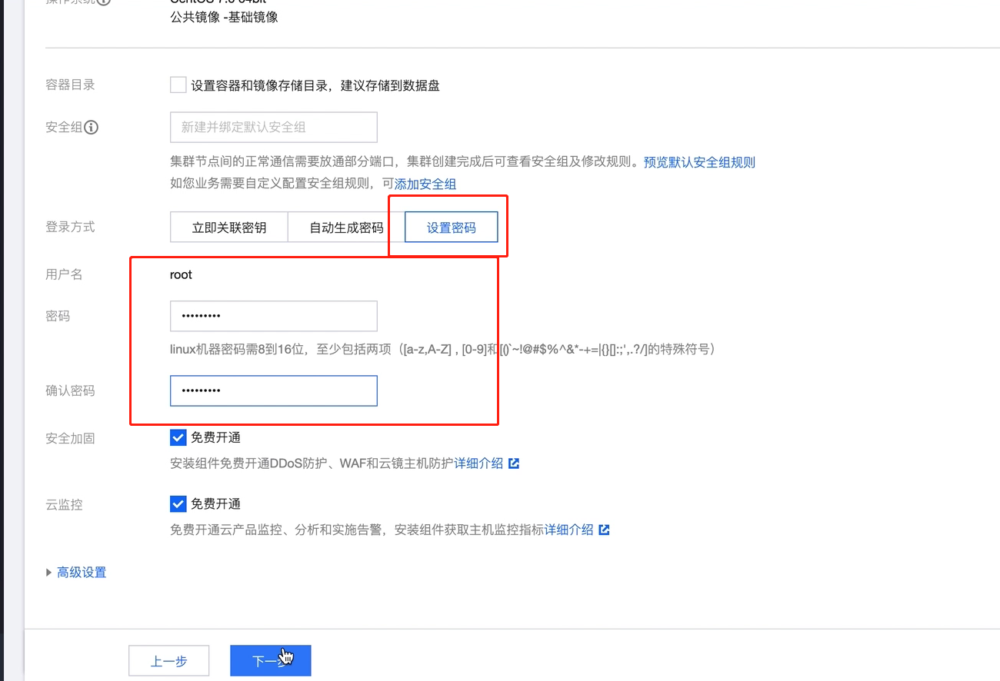 公共镜像 -基础镜像
容器目录
设置容器和镜像存储目录，建议存储到数据盘
安全组
新建并绑定默认安全组
集群节点间的正常通信需要放通部分端口，集群创建完成后可查看安全组及修改规则。预览默认安全组规则
如您业务需要自定义配置安全组规则，可添加安全组
登录方式
立即关联密钥 自动生成密码 设置密码
用户名
root
密码
•••••••••
linux机器密码需8到16位，至少包括两项（[a-z,A-Z] , [0-9]和[()`~!@#$%^&*-+=|{}[]:;',.?/]的特殊符号）
确认密码
•••••••••
安全加固
免费开通
安装组件免费开通DDoS防护、WAF和云镜主机防护详细介绍
云监控
免费开通
免费开通云产品监控、分析和实施告警，安装组件获取主机监控指标详细介绍
高级设置
上一步
下一步